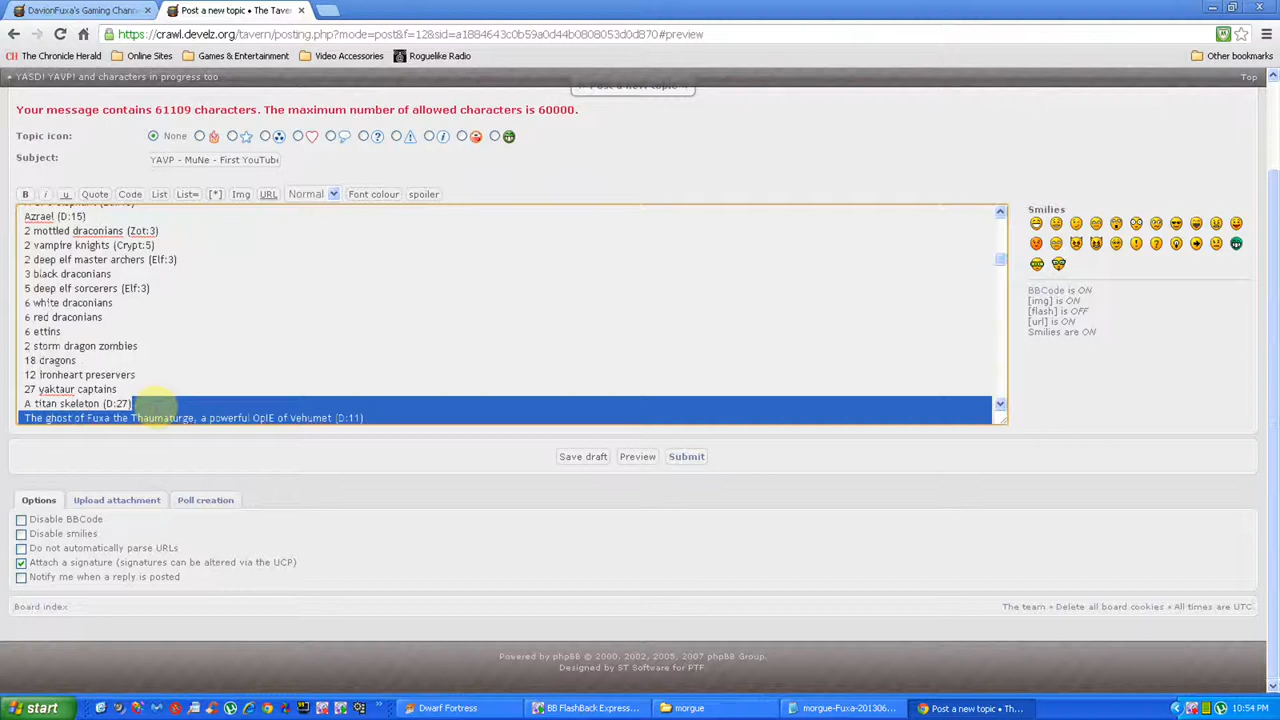 DavionFuxa's Gaming Chann
Post a new topic • The Taver
https://crawl.develz.org/tavern/posting.php?mode=post&f=12&sid=a1884643c0b5919e0d44b0808053d0d870#preview
CH The Chronicle Herald
Online Sites
Games & Entertainment
Video Accessories
Roguelike Radio
Other bookmarks
» YASD! YAVP! and characters in progress too
Top
Your message contains 61109 characters. The maximum number of allowed characters is 60000.
Topic icon: None
Subject: YAVP - MuNe - First YouTube
B i u Quote Code List List= [*] Img URL Normal Font colour spoiler
Azrael (D:15)
2 mottled draconians (Zot:3)
2 vampire knights (Crypt:5)
2 deep elf master archers (Elf:3)
3 black draconians
5 deep elf sorcerers (Elf:3)
6 white draconians
6 red draconians
6 ettins
2 storm dragon zombies
18 dragons
12 ironheart preservers
27 yaktaur captains
A titan skeleton (D:27)
The ghost of Fuxa the Thaumaturge, a powerful OpIE of Vehumet (D:11)
Smilies
BBCode is ON
[img] is ON
[flash] is OFF
[url] is ON
Smilies are ON
Save draft Preview Submit
Options Upload attachment Poll creation
Disable BBCode
Disable smilies
Do not automatically parse URLs
Attach a signature (signatures can be altered via the UCP)
Notify me when a reply is posted
Board index
The team • Delete all board cookies • All times are UTC
Powered by phpBB © 2000, 2002, 2005, 2007 phpBB Group.
Designed by ST Software for PTF.
start
Dwarf Fortress
BB FlashBack Express...
morgue
morgue-Fuxa-201306...
Post a new topic • Th...
10:54 PM